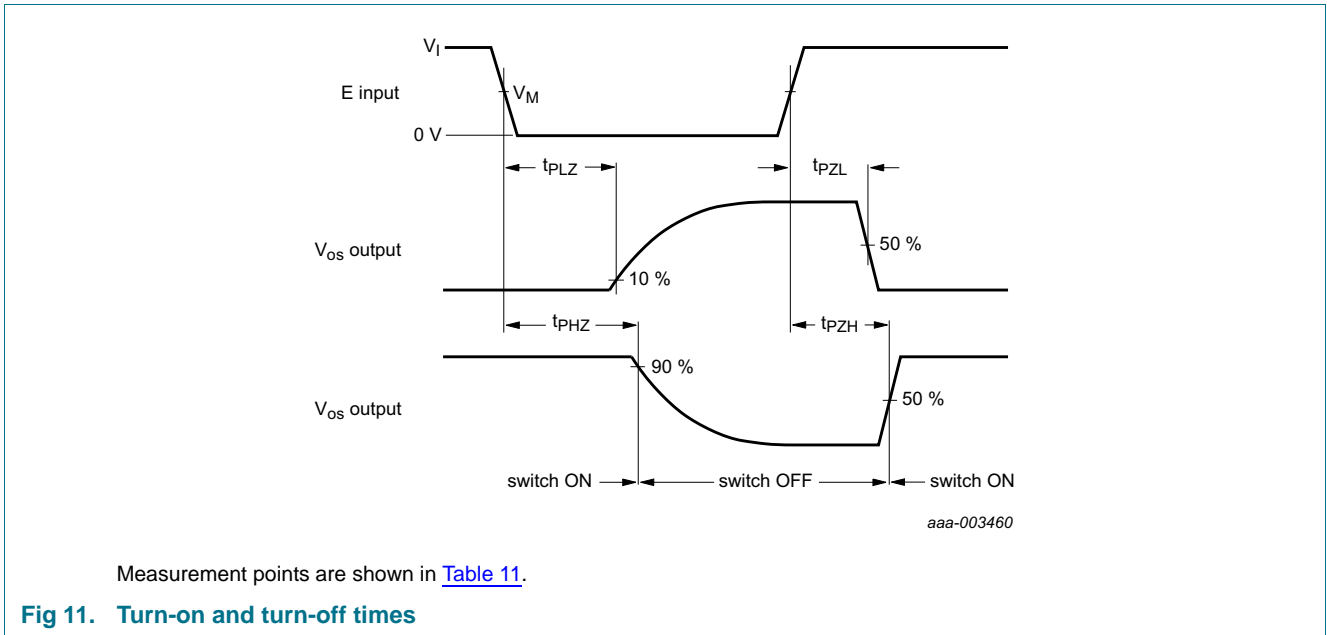 V_I
E input
V_M
0 V
t_PLZ
t_PZL
V_os output
50 %
10 %
t_PHZ
t_PZH
90 %
V_os output
50 %
switch ON
switch OFF
switch ON
aaa-003460
Measurement points are shown in Table 11.
Fig 11. Turn-on and turn-off times